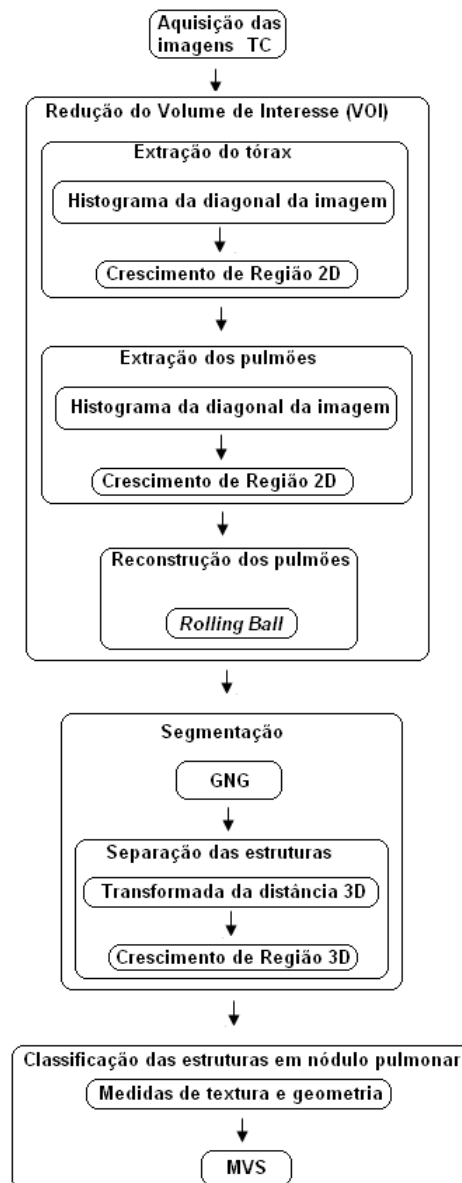 Aquisição das
imagens TC
Redução do Volume de Interesse (VOI)
Extração do tórax
Histograma da diagonal da imagem
Crescimento de Região 2D
Extração dos pulmões
Histograma da diagonal da imagem
Crescimento de Região 2D
Reconstrução dos pulmões
Rolling Ball
Segmentação
GNG
Separação das estruturas
Transformada da distância 3D
Crescimento de Região 3D
Classificação das estruturas em nódulo pulmonar
Medidas de textura e geometria
MVS